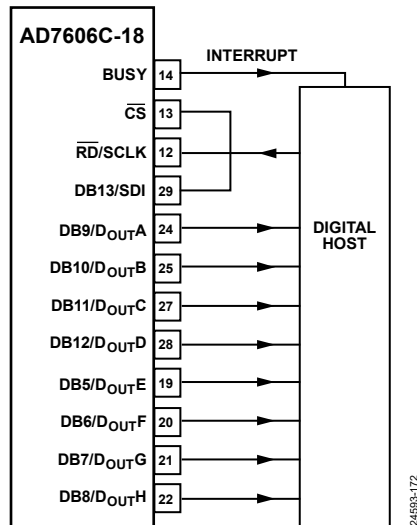 AD7606C-18
INTERRUPT
BUSY 14
CS 13
RD/SCLK 12
DB13/SDI 29
DB9/DOUTA 24
DIGITAL
HOST
DB10/DOUTB 25
DB11/DOUTC 27
DB12/DOUTD 28
DB5/DOUTE 19
DB6/DOUTF 20
DB7/DOUTG 21
DB8/DOUTH 22
24593-172